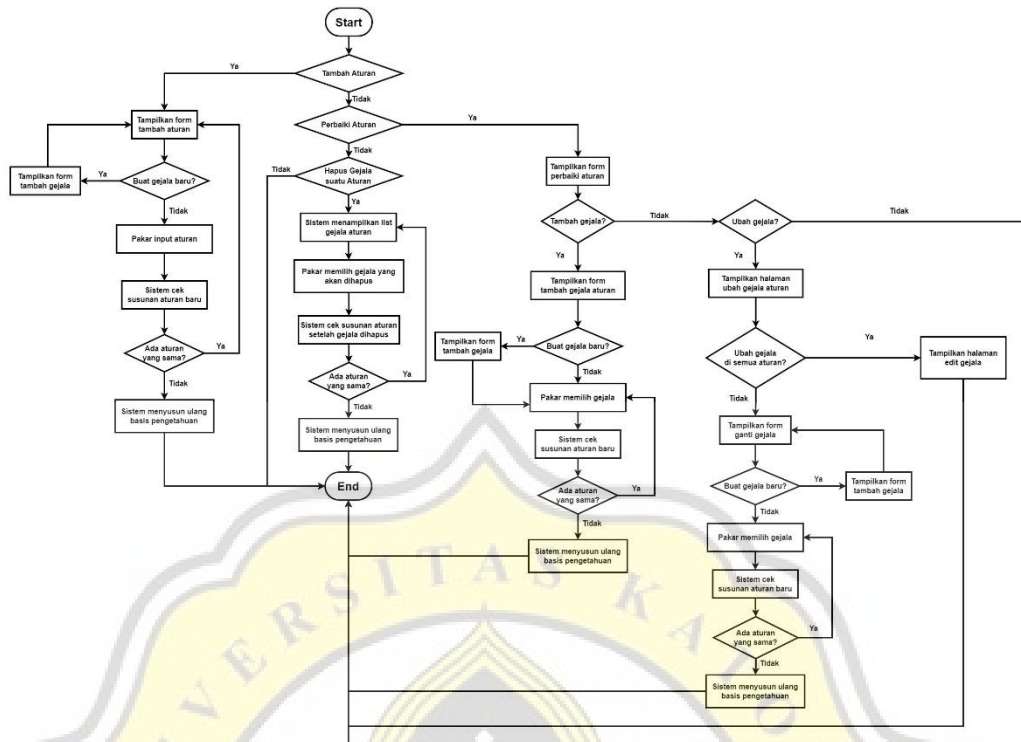 Start
Tambah Aturan
Ya
Tidak
Perbaiki Aturan
Ya
Tidak
Hapus Gejala
suatu Aturan
Tidak
Ya
Tampilkan form
tambah aturan
Buat gejala baru?
Ya
Tampilkan form
tambah gejala
Tidak
Pakar input aturan
Sistem cek
susunan aturan baru
Ada aturan
yang sama?
Ya
Tidak
Sistem menyusun ulang
basis pengetahuan
Sistem menampilkan list
gejala aturan
Pakar memilih gejala yang
akan dihapus
Sistem cek susunan aturan
setelah gejala dihapus
Ada aturan
yang sama?
Ya
Tidak
Sistem menyusun ulang
basis pengetahuan
End
Tampilkan form
perbaiki aturan
Tambah gejala?
Tidak
Ya
Tampilkan form
tambah gejala aturan
Buat gejala baru?
Ya
Tampilkan form
tambah gejala
Tidak
Pakar memilih gejala
Sistem cek
susunan aturan baru
Ada aturan
yang sama?
Ya
Tidak
Sistem menyusun ulang
basis pengetahuan
Ubah gejala?
Tidak
Ya
Tampilkan halaman
ubah gejala aturan
Ubah gejala
di semua aturan?
Ya
Tampilkan halaman
edit gejala
Tidak
Tampilkan form
ganti gejala
Buat gejala baru?
Ya
Tampilkan form
tambah gejala
Tidak
Pakar memilih gejala
Sistem cek
susunan aturan baru
Ada aturan
yang sama?
Ya
Tidak
Sistem menyusun ulang
basis pengetahuan
VERSITAS KATO